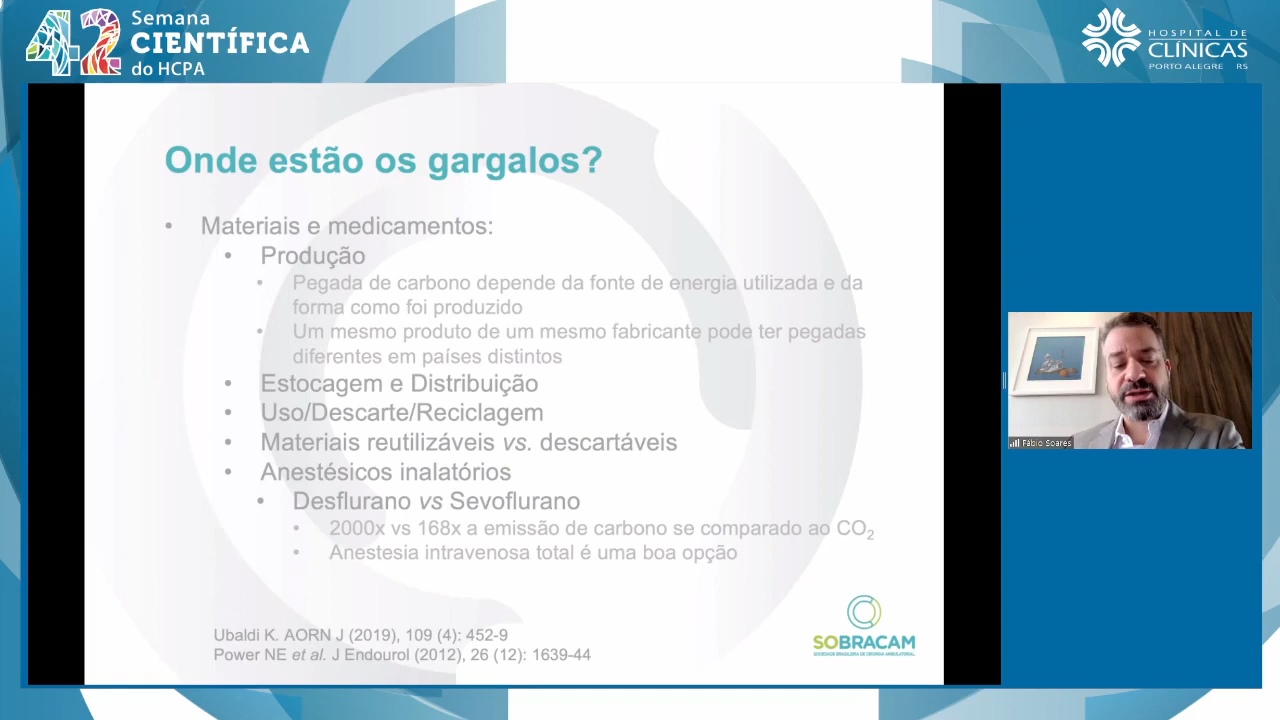 42 Semana
CIENTÍFICA
do HCPA
HOSPITAL DE
CLÍNICAS
PORTO ALEGRE RS
Onde estão os gargalos?
• Materiais e medicamentos:
• Produção
• Pegada de carbono depende da fonte de energia utilizada e da
forma como foi produzido
• Um mesmo produto de um mesmo fabricante pode ter pegadas
diferentes em países distintos
• Estocagem e Distribuição
• Uso/Descarte/Reciclagem
• Materiais reutilizáveis vs. descartáveis
• Anestésicos inalatórios
• Desflurano vs Sevoflurano
• 2000x vs 168x a emissão de carbono se comparado ao CO₂
• Anestesia intravenosa total é uma boa opção
Ubaldi K. AORN J (2019), 109 (4): 452-9
Power NE et al. J Endourol (2012), 26 (12): 1639-44
SOBRACAM
SOCIEDADE BRASILEIRA DE CIRURGIA AMBULATORIAL
Fábio Soares